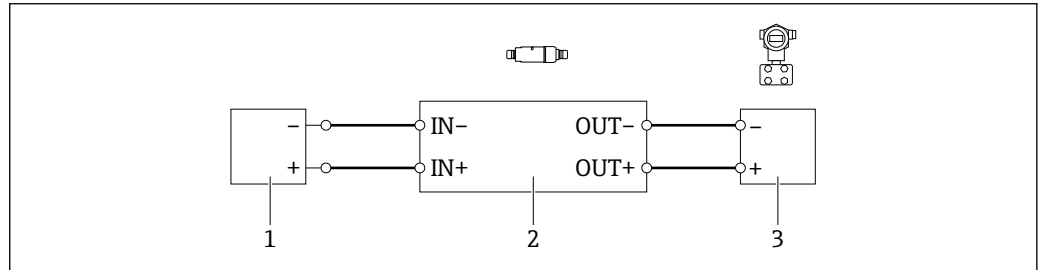 − IN− OUT− −
+ IN+ OUT+ +
1 2 3